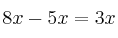 8x − 5x = 3x